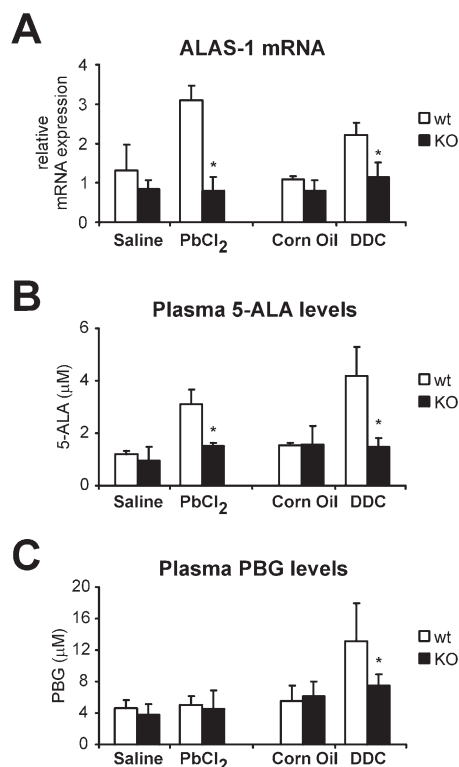 A
ALAS-1 mRNA
relative
mRNA expression
4
3
2
1
0
*
*
wt
KO
Saline PbCl2 Corn Oil DDC
B
Plasma 5-ALA levels
5-ALA (μM)
6
4
2
0
*
*
wt
KO
Saline PbCl2 Corn Oil DDC
C
Plasma PBG levels
PBG (μM)
20
16
12
8
4
0
*
wt
KO
Saline PbCl2 Corn Oil DDC